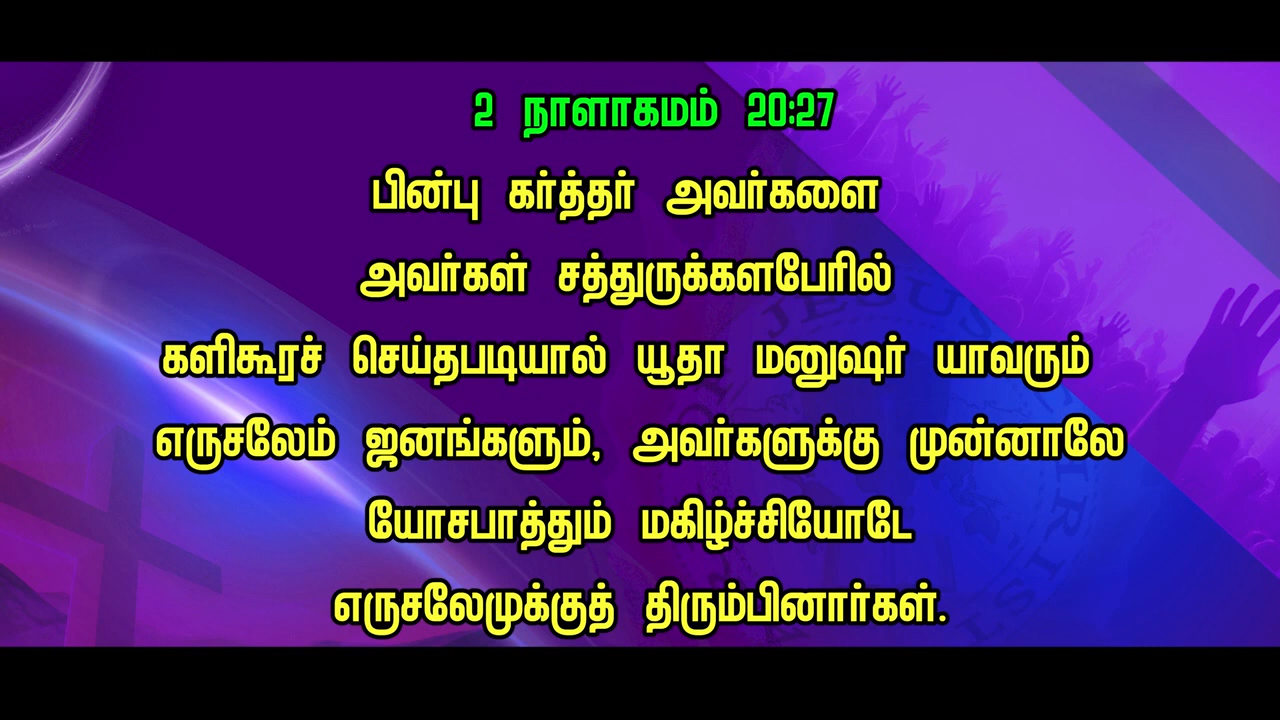 2 நாளாகமம் 20:27
பின்பு கர்த்தர் அவர்களை
அவர்கள் சத்துருக்களபேரில்
களிகூரச் செய்தபடியால் யூதா மனுஷர் யாவரும்
எருசலேம் ஜனங்களும், அவர்களுக்கு முன்னாலே
யோசபாத்தும் மகிழ்ச்சியோடே
எருசலேமுக்குத் திரும்பினார்கள்.
JESUS